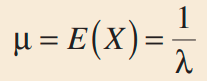 μ = E(X) = 1/λ